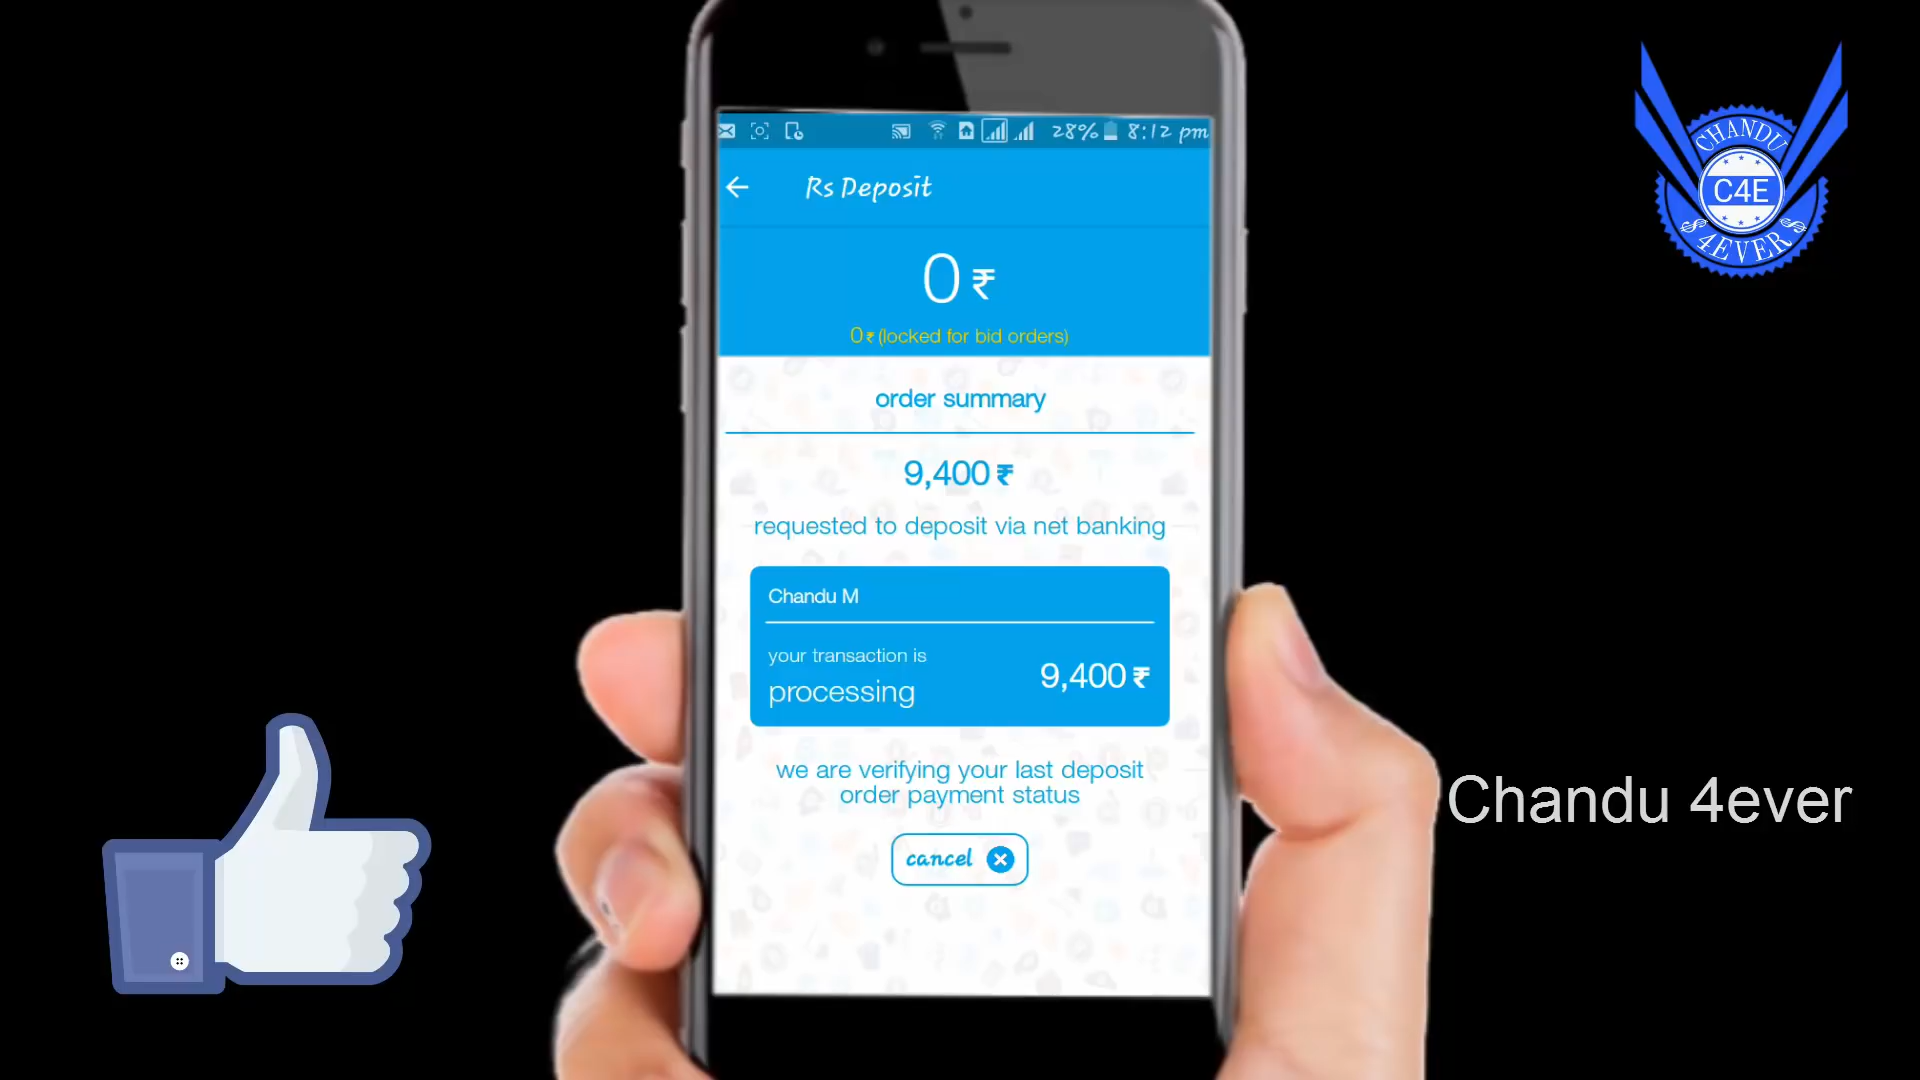 28% 8:12 pm
Rs Deposit
0 ₹
0 ₹ (locked for bid orders)
order summary
9,400 ₹
requested to deposit via net banking
Chandu M
your transaction is
processing
9,400 ₹
we are verifying your last deposit
order payment status
cancel
CHANDU
C4E
$ 4EVER $
Chandu 4ever